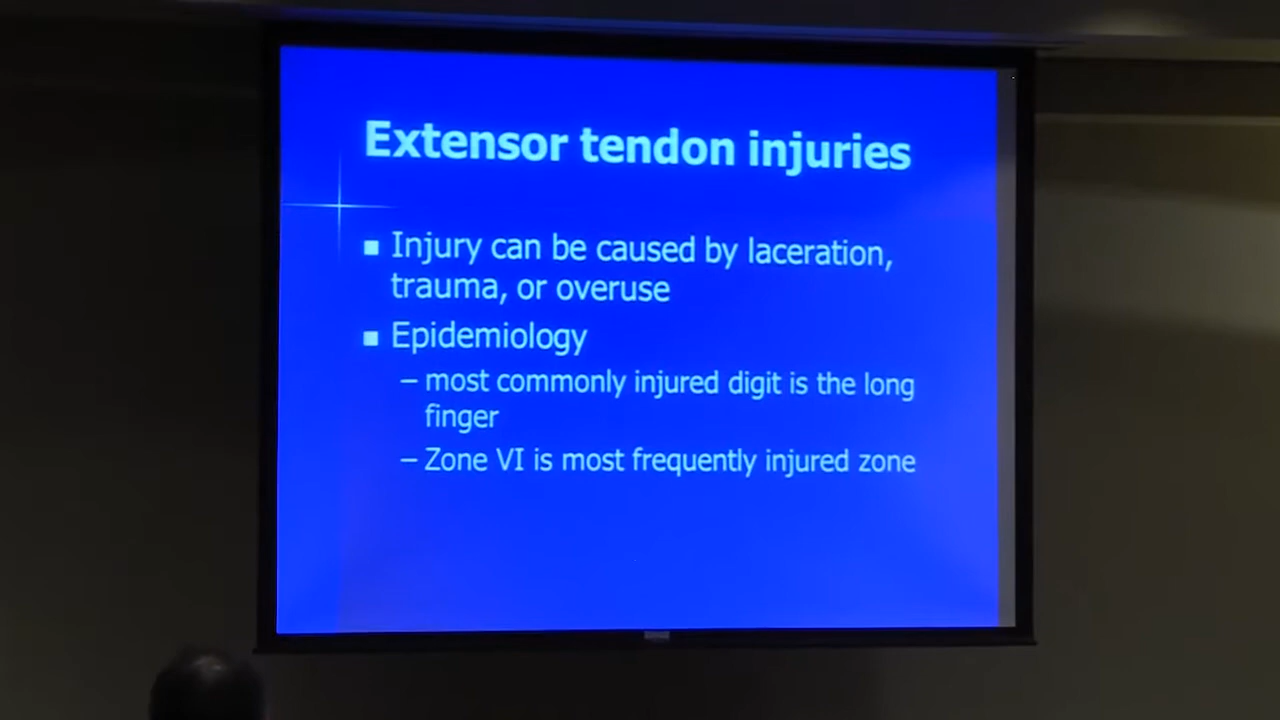 Extensor tendon injuries
■ Injury can be caused by laceration,
trauma, or overuse
■ Epidemiology
– most commonly injured digit is the long
finger
– Zone VI is most frequently injured zone